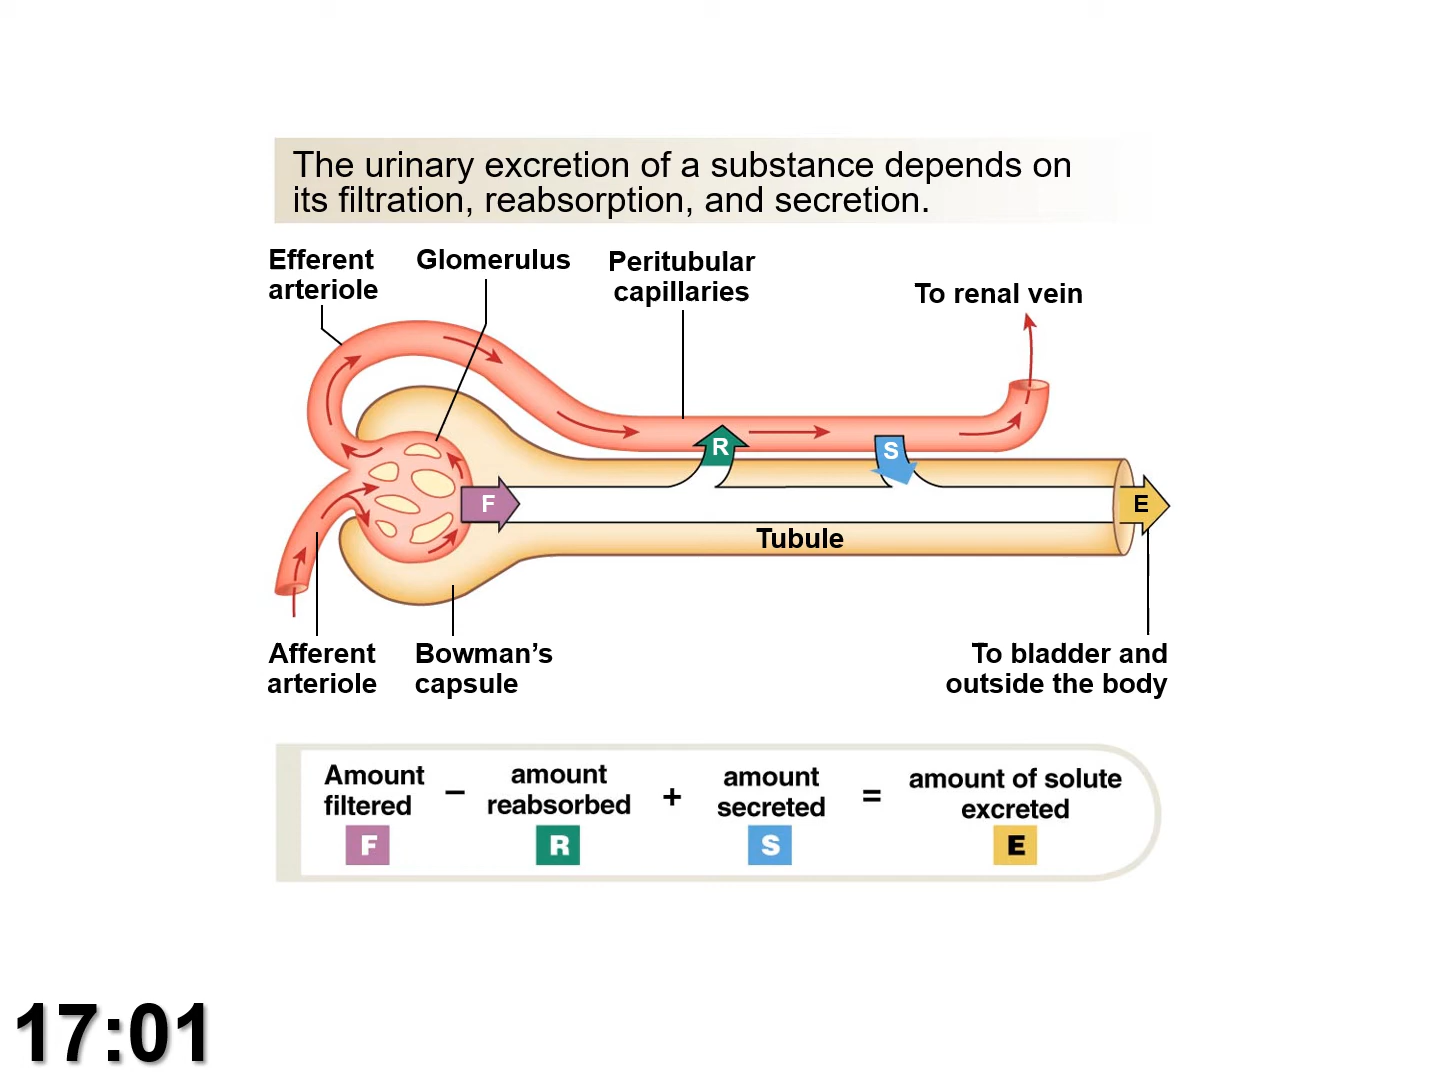 The urinary excretion of a substance depends on
its filtration, reabsorption, and secretion.
Efferent
arteriole
Glomerulus
Peritubular
capillaries
To renal vein
R
S
F
E
Tubule
Afferent
arteriole
Bowman’s
capsule
To bladder and
outside the body
Amount
filtered
F
−
amount
reabsorbed
R
+
amount
secreted
S
=
amount of solute
excreted
E
17:01